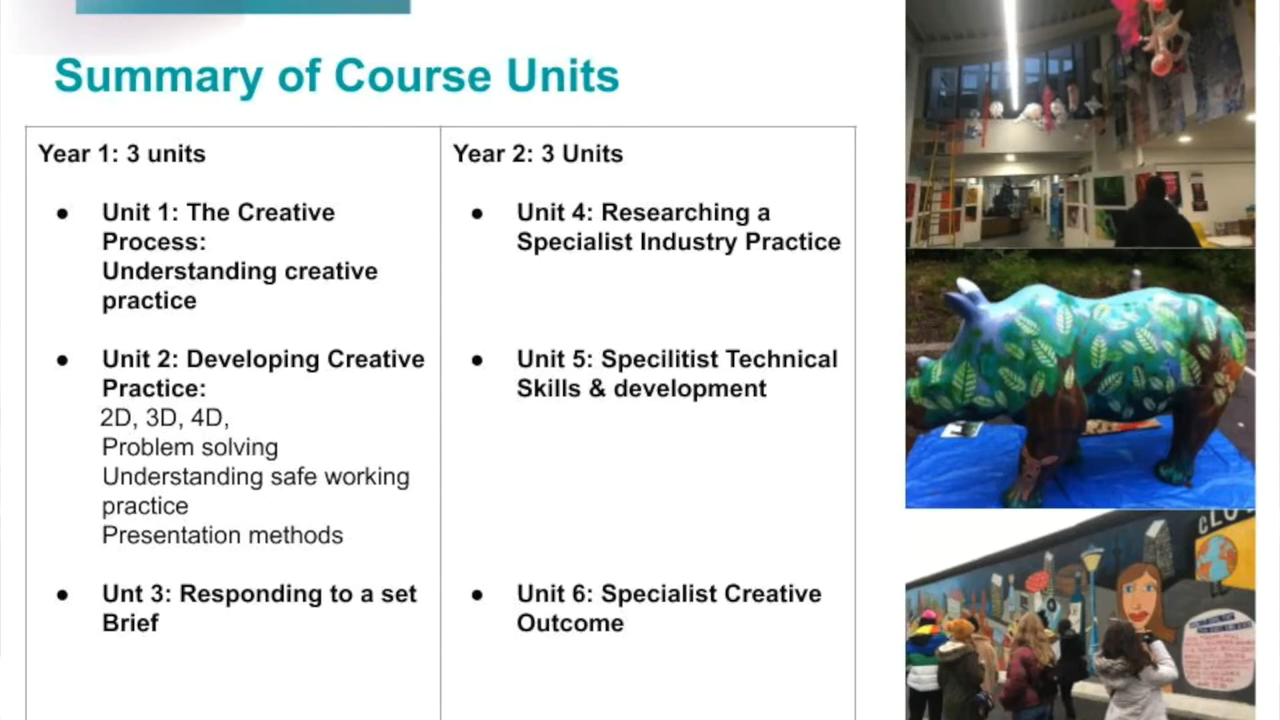 Summary of Course Units
Year 1: 3 units
● Unit 1: The Creative
Process:
Understanding creative
practice
● Unit 2: Developing Creative
Practice:
2D, 3D, 4D,
Problem solving
Understanding safe working
practice
Presentation methods
● Unt 3: Responding to a set
Brief
Year 2: 3 Units
● Unit 4: Researching a
Specialist Industry Practice
● Unit 5: Specilitist Technical
Skills & development
● Unit 6: Specialist Creative
Outcome